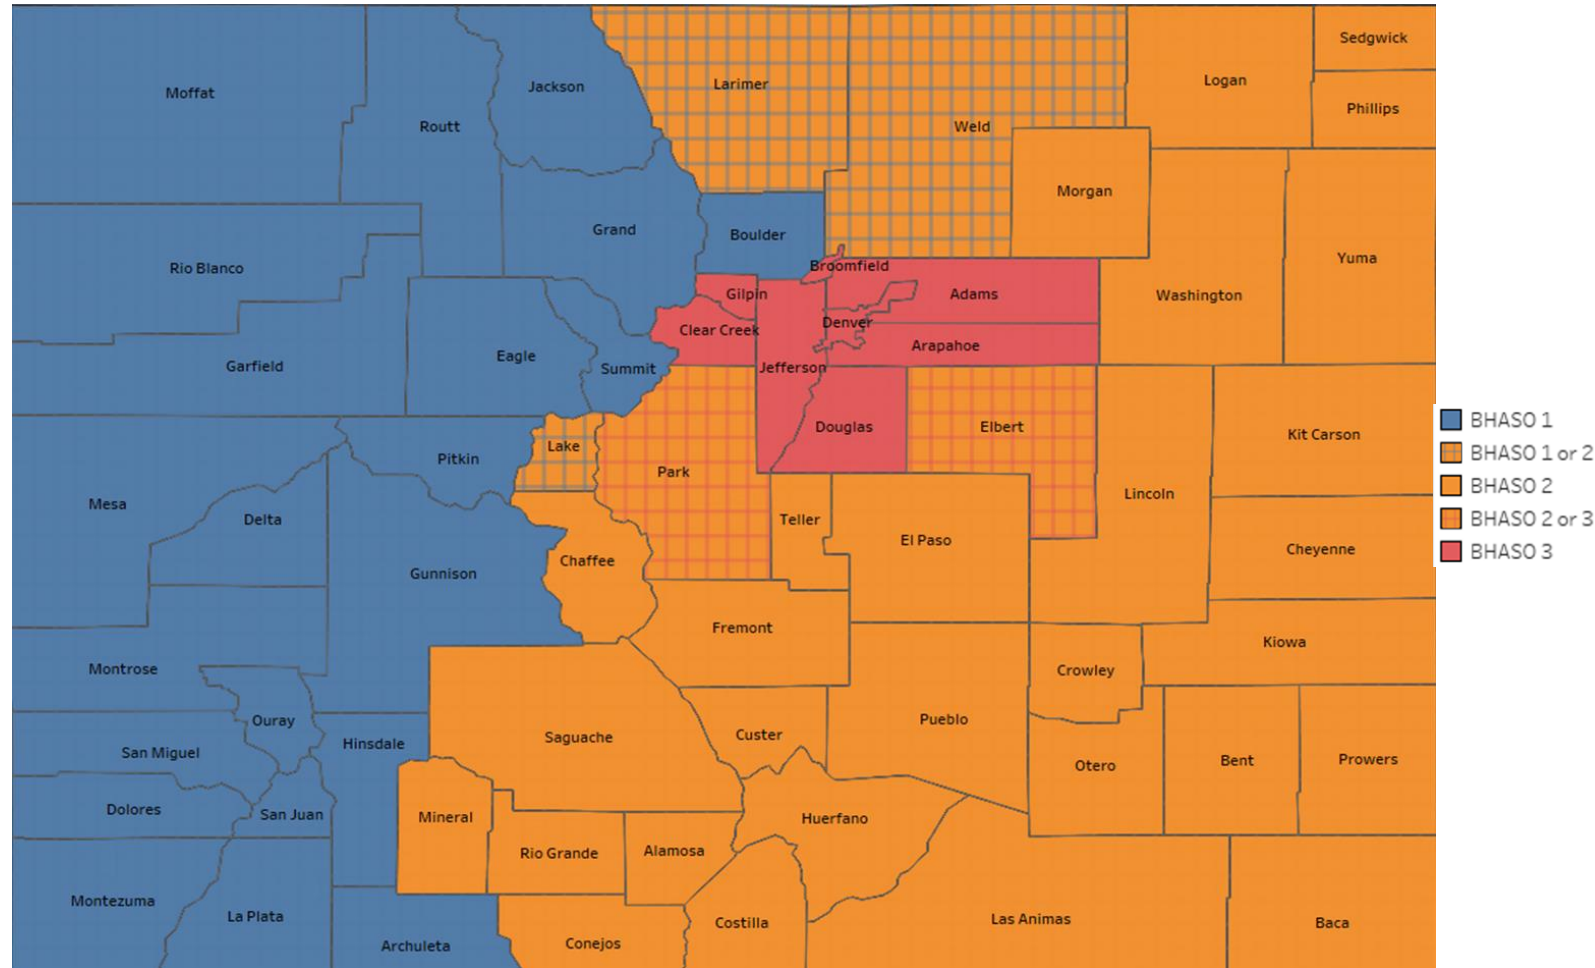 Sedgwick
Logan
Larimer
Jackson
Moffat
Phillips
Routt
Weld
Morgan
Grand
Boulder
Yuma
Broomfield
Rio Blanco
Gilpin
Adams
Washington
Denver
Clear Creek
Arapahoe
Eagle
Garfield
Summit
Jefferson
BHASO 1
Douglas
Elbert
Kit Carson
Lake
BHASO 1 or 2
Pitkin
Park
BHASO 2
Lincoln
Mesa
Delta
Teller
BHASO 2 or 3
El Paso
Cheyenne
BHASO 3
Chaffee
Gunnison
Fremont
Kiowa
Montrose
Crowley
Ouray
Pueblo
Custer
Saguache
Hinsdale
San Miguel
Prowers
Bent
Otero
Dolores
San Juan
Mineral
Huerfano
Alamosa
Rio Grande
Montezuma
La Plata
Las Animas
Costilla
Baca
Conejos
Archuleta